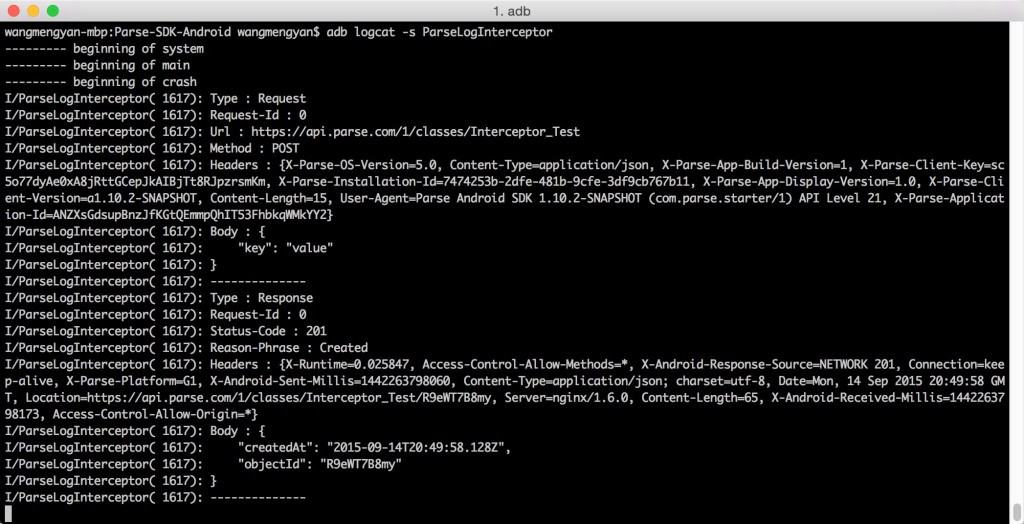 1. adb
wangmengyan-mbp:Parse-SDK-Android wangmengyan$ adb logcat -s ParseLogInterceptor
--------- beginning of system
--------- beginning of main
--------- beginning of crash
I/ParseLogInterceptor( 1617): Type : Request
I/ParseLogInterceptor( 1617): Request-Id : 0
I/ParseLogInterceptor( 1617): Url : https://api.parse.com/1/classes/Interceptor_Test
I/ParseLogInterceptor( 1617): Method : POST
I/ParseLogInterceptor( 1617): Headers : {X-Parse-OS-Version=5.0, Content-Type=application/json, X-Parse-App-Build-Version=1, X-Parse-Client-Key=sc
5o77dyAe0xA8jRttGCepJkAIBjTt8RJpzrsmKm, X-Parse-Installation-Id=7474253b-2dfe-481b-9cfe-3df9cb767b11, X-Parse-App-Display-Version=1.0, X-Parse-Cli
ent-Version=a1.10.2-SNAPSHOT, Content-Length=15, User-Agent=Parse Android SDK 1.10.2-SNAPSHOT (com.parse.starter/1) API Level 21, X-Parse-Applicat
ion-Id=ANZXsGdsupBnzJfKGtQEmmpQhIT53FhbkqWMkYY2}
I/ParseLogInterceptor( 1617): Body : {
I/ParseLogInterceptor( 1617):     "key": "value"
I/ParseLogInterceptor( 1617): }
I/ParseLogInterceptor( 1617): --------------
I/ParseLogInterceptor( 1617): Type : Response
I/ParseLogInterceptor( 1617): Request-Id : 0
I/ParseLogInterceptor( 1617): Status-Code : 201
I/ParseLogInterceptor( 1617): Reason-Phrase : Created
I/ParseLogInterceptor( 1617): Headers : {X-Runtime=0.025847, Access-Control-Allow-Methods=*, X-Android-Response-Source=NETWORK 201, Connection=kee
p-alive, X-Parse-Platform=G1, X-Android-Sent-Millis=1442263798060, Content-Type=application/json; charset=utf-8, Date=Mon, 14 Sep 2015 20:49:58 GM
T, Location=https://api.parse.com/1/classes/Interceptor_Test/R9eWT7B8my, Server=nginx/1.6.0, Content-Length=65, X-Android-Received-Millis=14422637
98173, Access-Control-Allow-Origin=*}
I/ParseLogInterceptor( 1617): Body : {
I/ParseLogInterceptor( 1617):     "createdAt": "2015-09-14T20:49:58.128Z",
I/ParseLogInterceptor( 1617):     "objectId": "R9eWT7B8my"
I/ParseLogInterceptor( 1617): }
I/ParseLogInterceptor( 1617): --------------